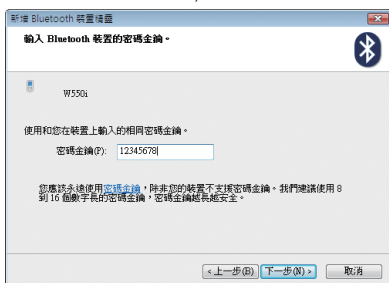 新增 Bluetooth 裝置精靈
輸入 Bluetooth 裝置的密碼金鑰。
W550i
使用和您在裝置上輸入的相同密碼金鑰。
密碼金鑰(P): 12345678
您應該永遠使用密碼金鑰，除非您的裝置不支援密碼金鑰。我們建議使用 8
到 16 個數字長的密碼金鑰，密碼金鑰越長越安全。
<上一步(B) 下一步(N)> 取消